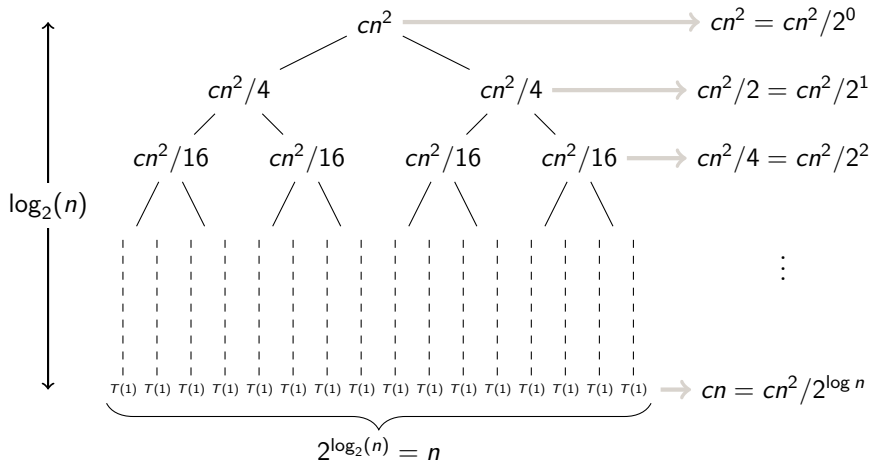 cn² cn² = cn²/2⁰
cn²/4 cn²/4 cn²/2 = cn²/2¹
cn²/16 cn²/16 cn²/16 cn²/16 cn²/4 = cn²/2²
log₂(n)
⋮
T(1) T(1) T(1) T(1) T(1) T(1) T(1) T(1) T(1) T(1) T(1) T(1) T(1) T(1) T(1) T(1) cn = cn²/2^{log n}
2^{log₂(n)} = n